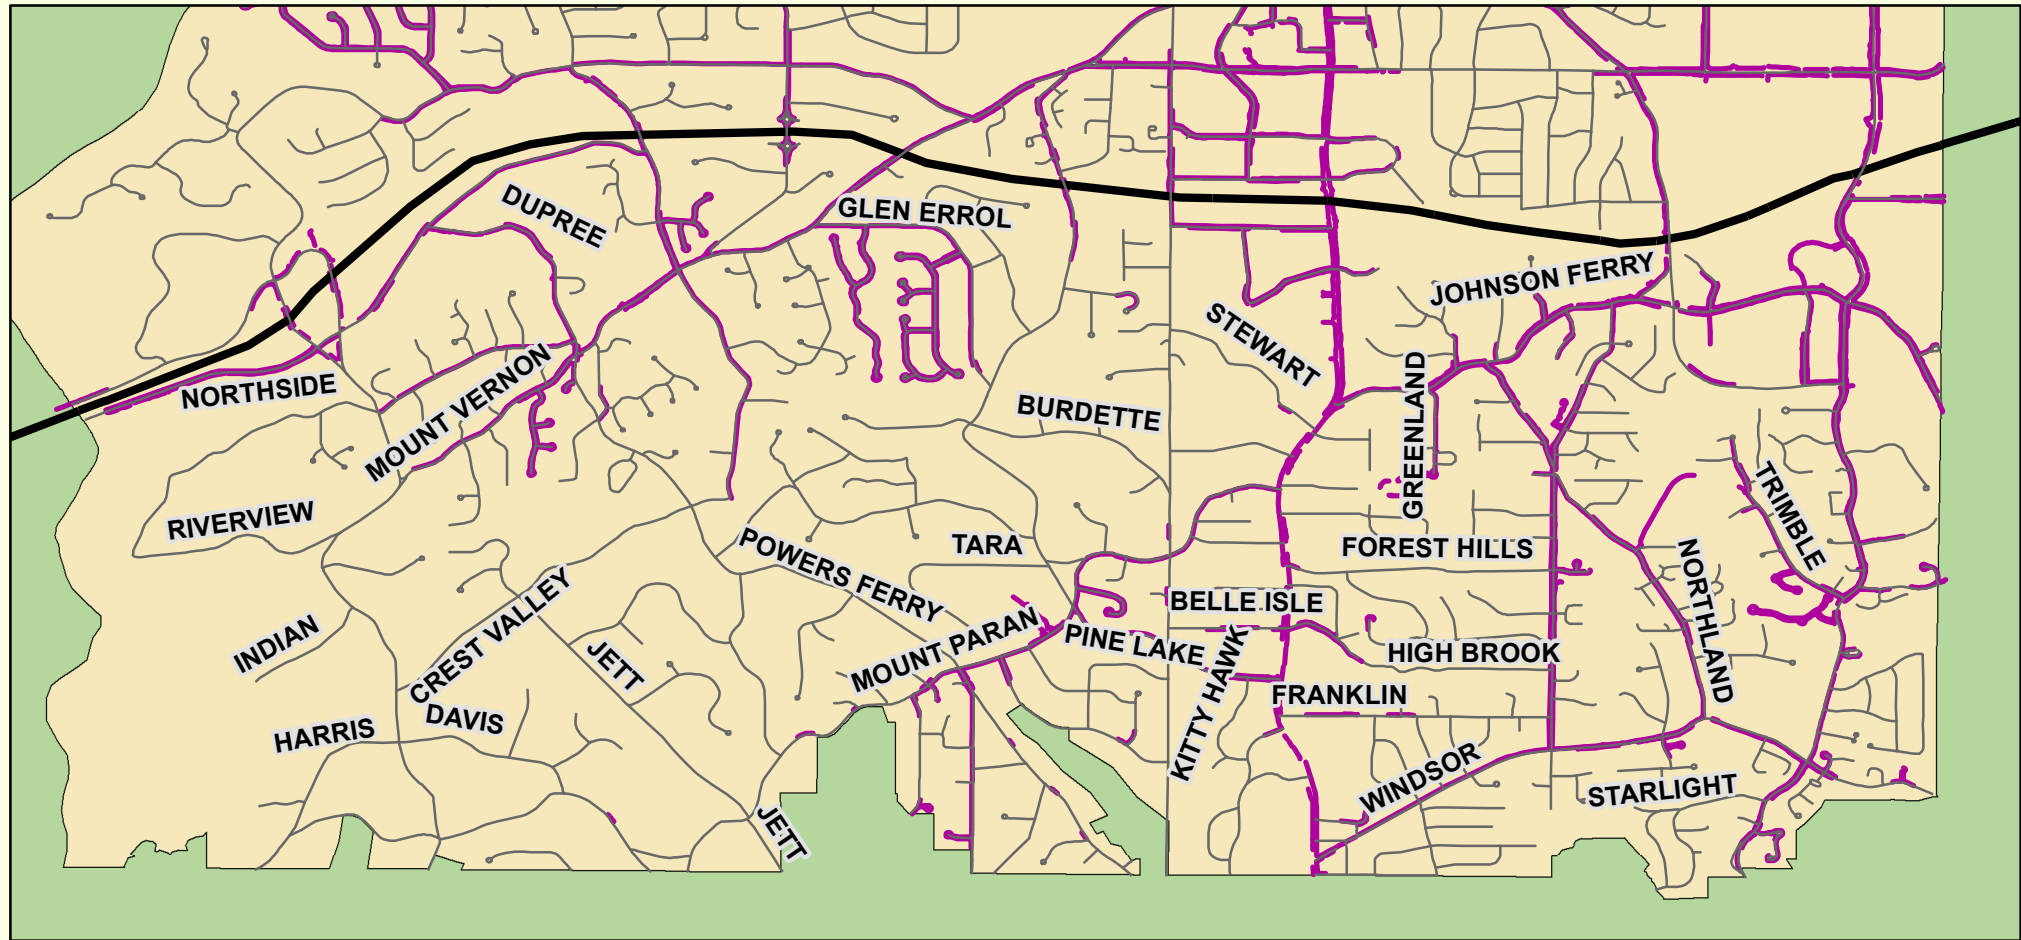 DUPREE
GLEN ERROL
JOHNSON FERRY
STEWART
NORTHSIDE
MOUNT VERNON
GREENLAND
BURDETTE
RIVERVIEW
TRIMBLE
TARA
FOREST HILLS
POWERS FERRY
NORTHLAND
BELLE ISLE
INDIAN
CREST VALLEY
JETT
MOUNT PARAN
PINE LAKE
KITTY HAWK
HIGH BROOK
FRANKLIN
HARRIS
DAVIS
WINDSOR
STARLIGHT
JETT